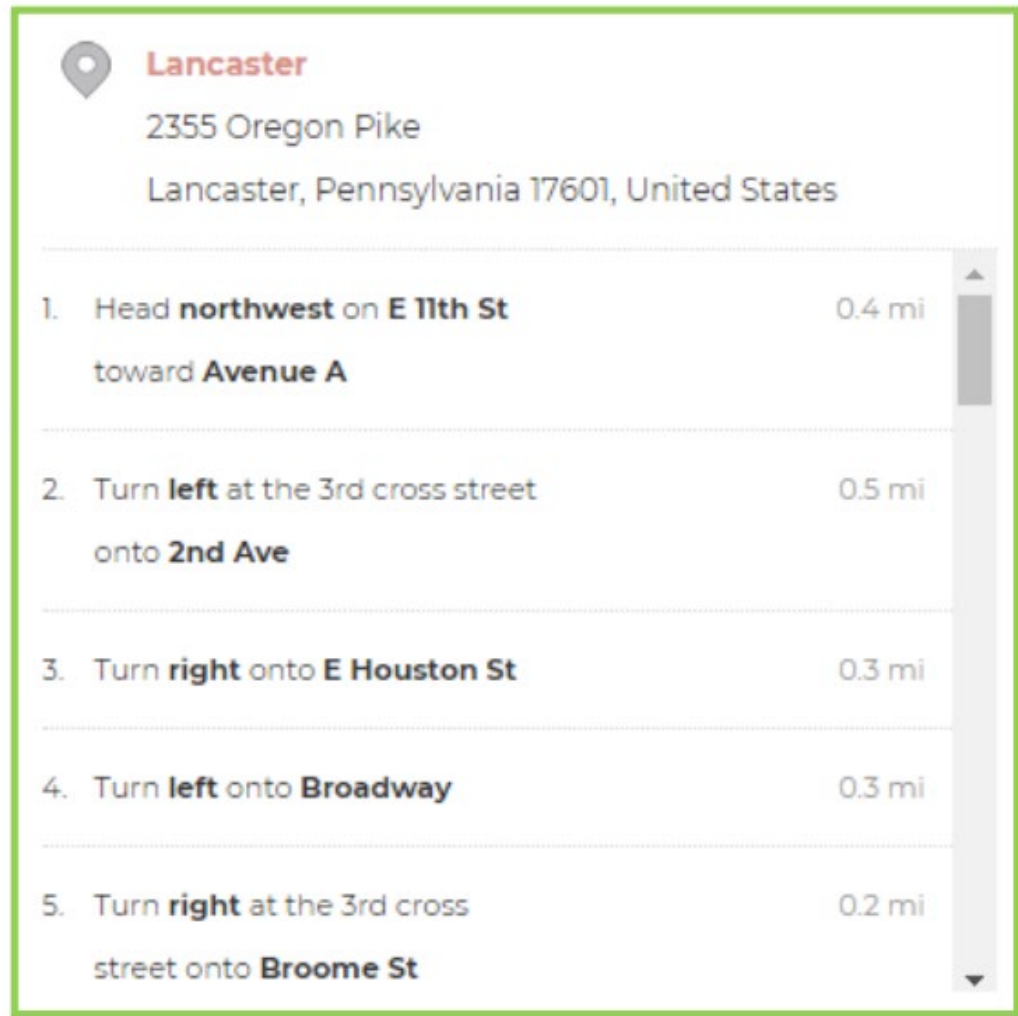 Lancaster
2355 Oregon Pike
Lancaster, Pennsylvania 17601, United States
1. Head northwest on E 11th St 0.4 mi
toward Avenue A
2. Turn left at the 3rd cross street 0.5 mi
onto 2nd Ave
3. Turn right onto E Houston St 0.3 mi
4. Turn left onto Broadway 0.3 mi
5. Turn right at the 3rd cross 0.2 mi
street onto Broome St